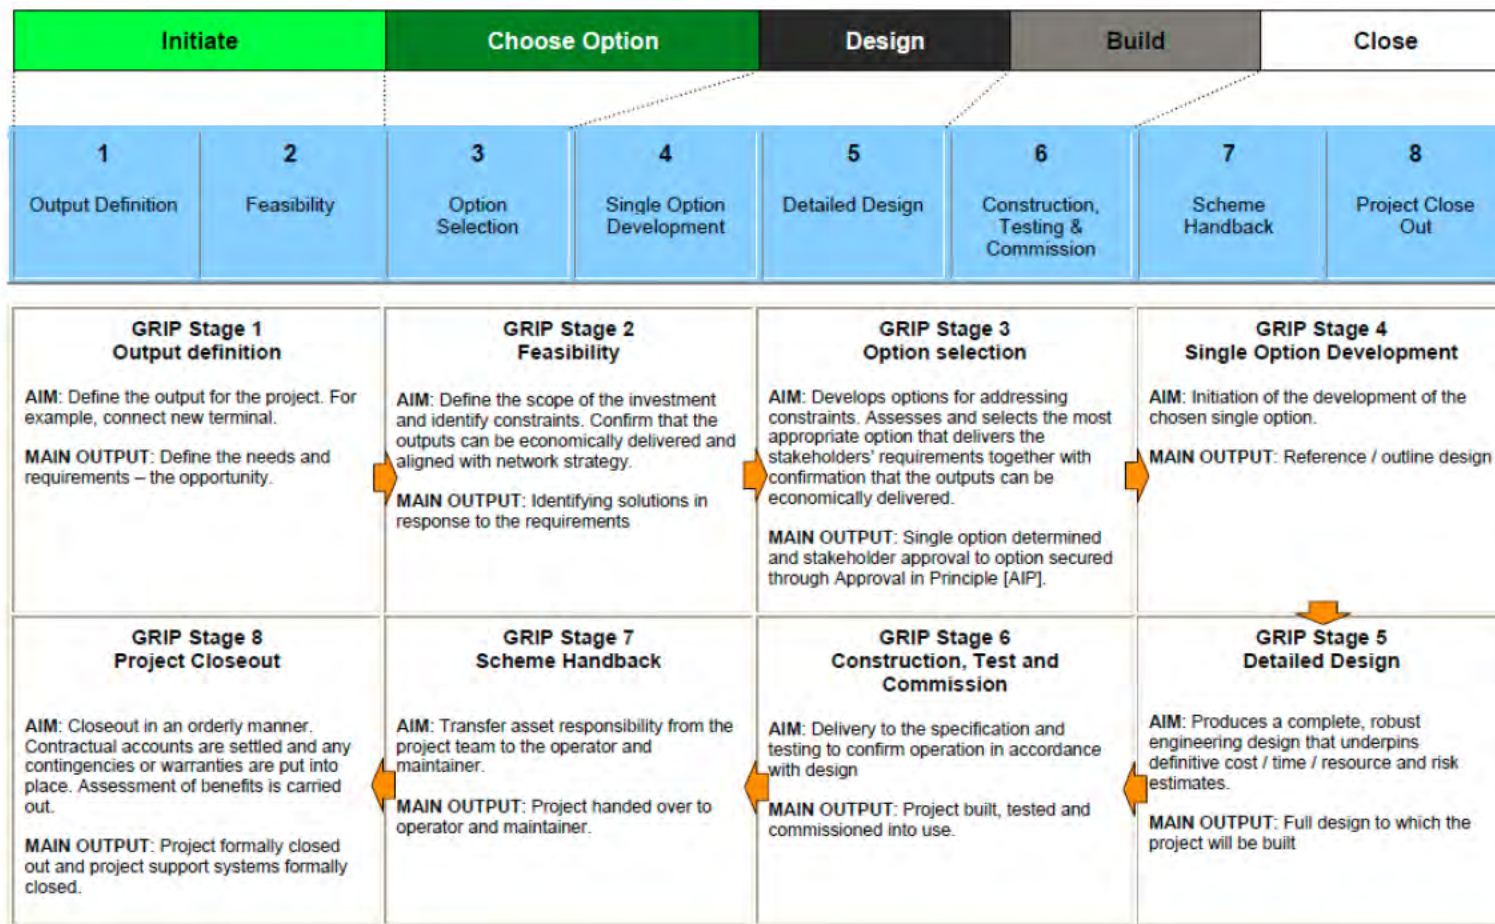 Initiate
Choose Option
Design
Build
Close
1
Output Definition
2
Feasibility
3
Option
Selection
4
Single Option
Development
5
Detailed Design
6
Construction,
Testing &
Commission
7
Scheme
Handback
8
Project Close
Out
GRIP Stage 1
Output definition
AIM: Define the output for the project. For
example, connect new terminal.
MAIN OUTPUT: Define the needs and
requirements – the opportunity.
GRIP Stage 2
Feasibility
AIM: Define the scope of the investment
and identify constraints. Confirm that the
outputs can be economically delivered and
aligned with network strategy.
MAIN OUTPUT: Identifying solutions in
response to the requirements
GRIP Stage 3
Option selection
AIM: Develops options for addressing
constraints. Assesses and selects the most
appropriate option that delivers the
stakeholders' requirements together with
confirmation that the outputs can be
economically delivered.
MAIN OUTPUT: Single option determined
and stakeholder approval to option secured
through Approval in Principle [AIP].
GRIP Stage 4
Single Option Development
AIM: Initiation of the development of the
chosen single option.
MAIN OUTPUT: Reference / outline design
GRIP Stage 8
Project Closeout
AIM: Closeout in an orderly manner.
Contractual accounts are settled and any
contingencies or warranties are put into
place. Assessment of benefits is carried
out.
MAIN OUTPUT: Project formally closed
out and project support systems formally
closed.
GRIP Stage 7
Scheme Handback
AIM: Transfer asset responsibility from the
project team to the operator and
maintainer.
MAIN OUTPUT: Project handed over to
operator and maintainer.
GRIP Stage 6
Construction, Test and
Commission
AIM: Delivery to the specification and
testing to confirm operation in accordance
with design
MAIN OUTPUT: Project built, tested and
commissioned into use.
GRIP Stage 5
Detailed Design
AIM: Produces a complete, robust
engineering design that underpins
definitive cost / time / resource and risk
estimates.
MAIN OUTPUT: Full design to which the
project will be built